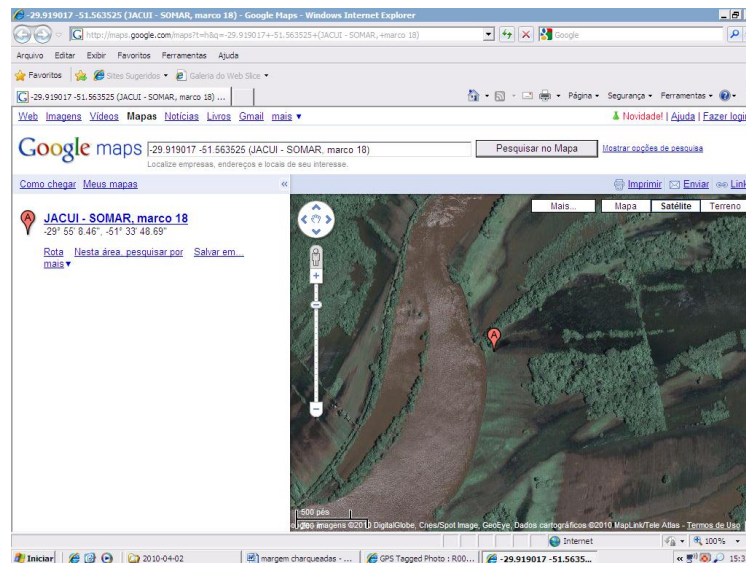 -29.919017 -51.563525 (JACUI - SOMAR, marco 18) - Google Maps - Windows Internet Explorer
http://maps.google.com/maps?t=h&q=-29.919017+-51.563525+(JACUI - SOMAR,+marco 18)
Google
Arquivo Editar Exibir Favoritos Ferramentas Ajuda
Favoritos Sites Sugeridos Galeria do Web Slice
-29.919017 -51.563525 (JACUI - SOMAR, marco 18) ...
Página Segurança Ferramentas
Web Imagens Vídeos Mapas Notícias Livros Gmail mais ▼
Novidade! | Ajuda | Fazer login
Google maps
-29.919017 -51.563525 (JACUI - SOMAR, marco 18)
Pesquisar no Mapa
Mostrar opções de pesquisa
Localize empresas, endereços e locais de seu interesse.
Como chegar Meus mapas
«
Imprimir Enviar Link
A
JACUI - SOMAR, marco 18
-29° 55' 8.46", -51° 33' 48.69"
Rota Nesta área, pesquisar por Salvar em...
mais▼
Mais... Mapa Satélite Terreno
A
500 pés
imagens ©2010 DigitalGlobe, Cnes/Spot Image, GeoEye, Dados cartográficos ©2010 MapLink/Tele Atlas - Termos de Uso
Internet
100%
Iniciar
2010-04-02
margem charqueadas - ...
GPS Tagged Photo : R00...
-29.919017 -51.5635...
«
15:3